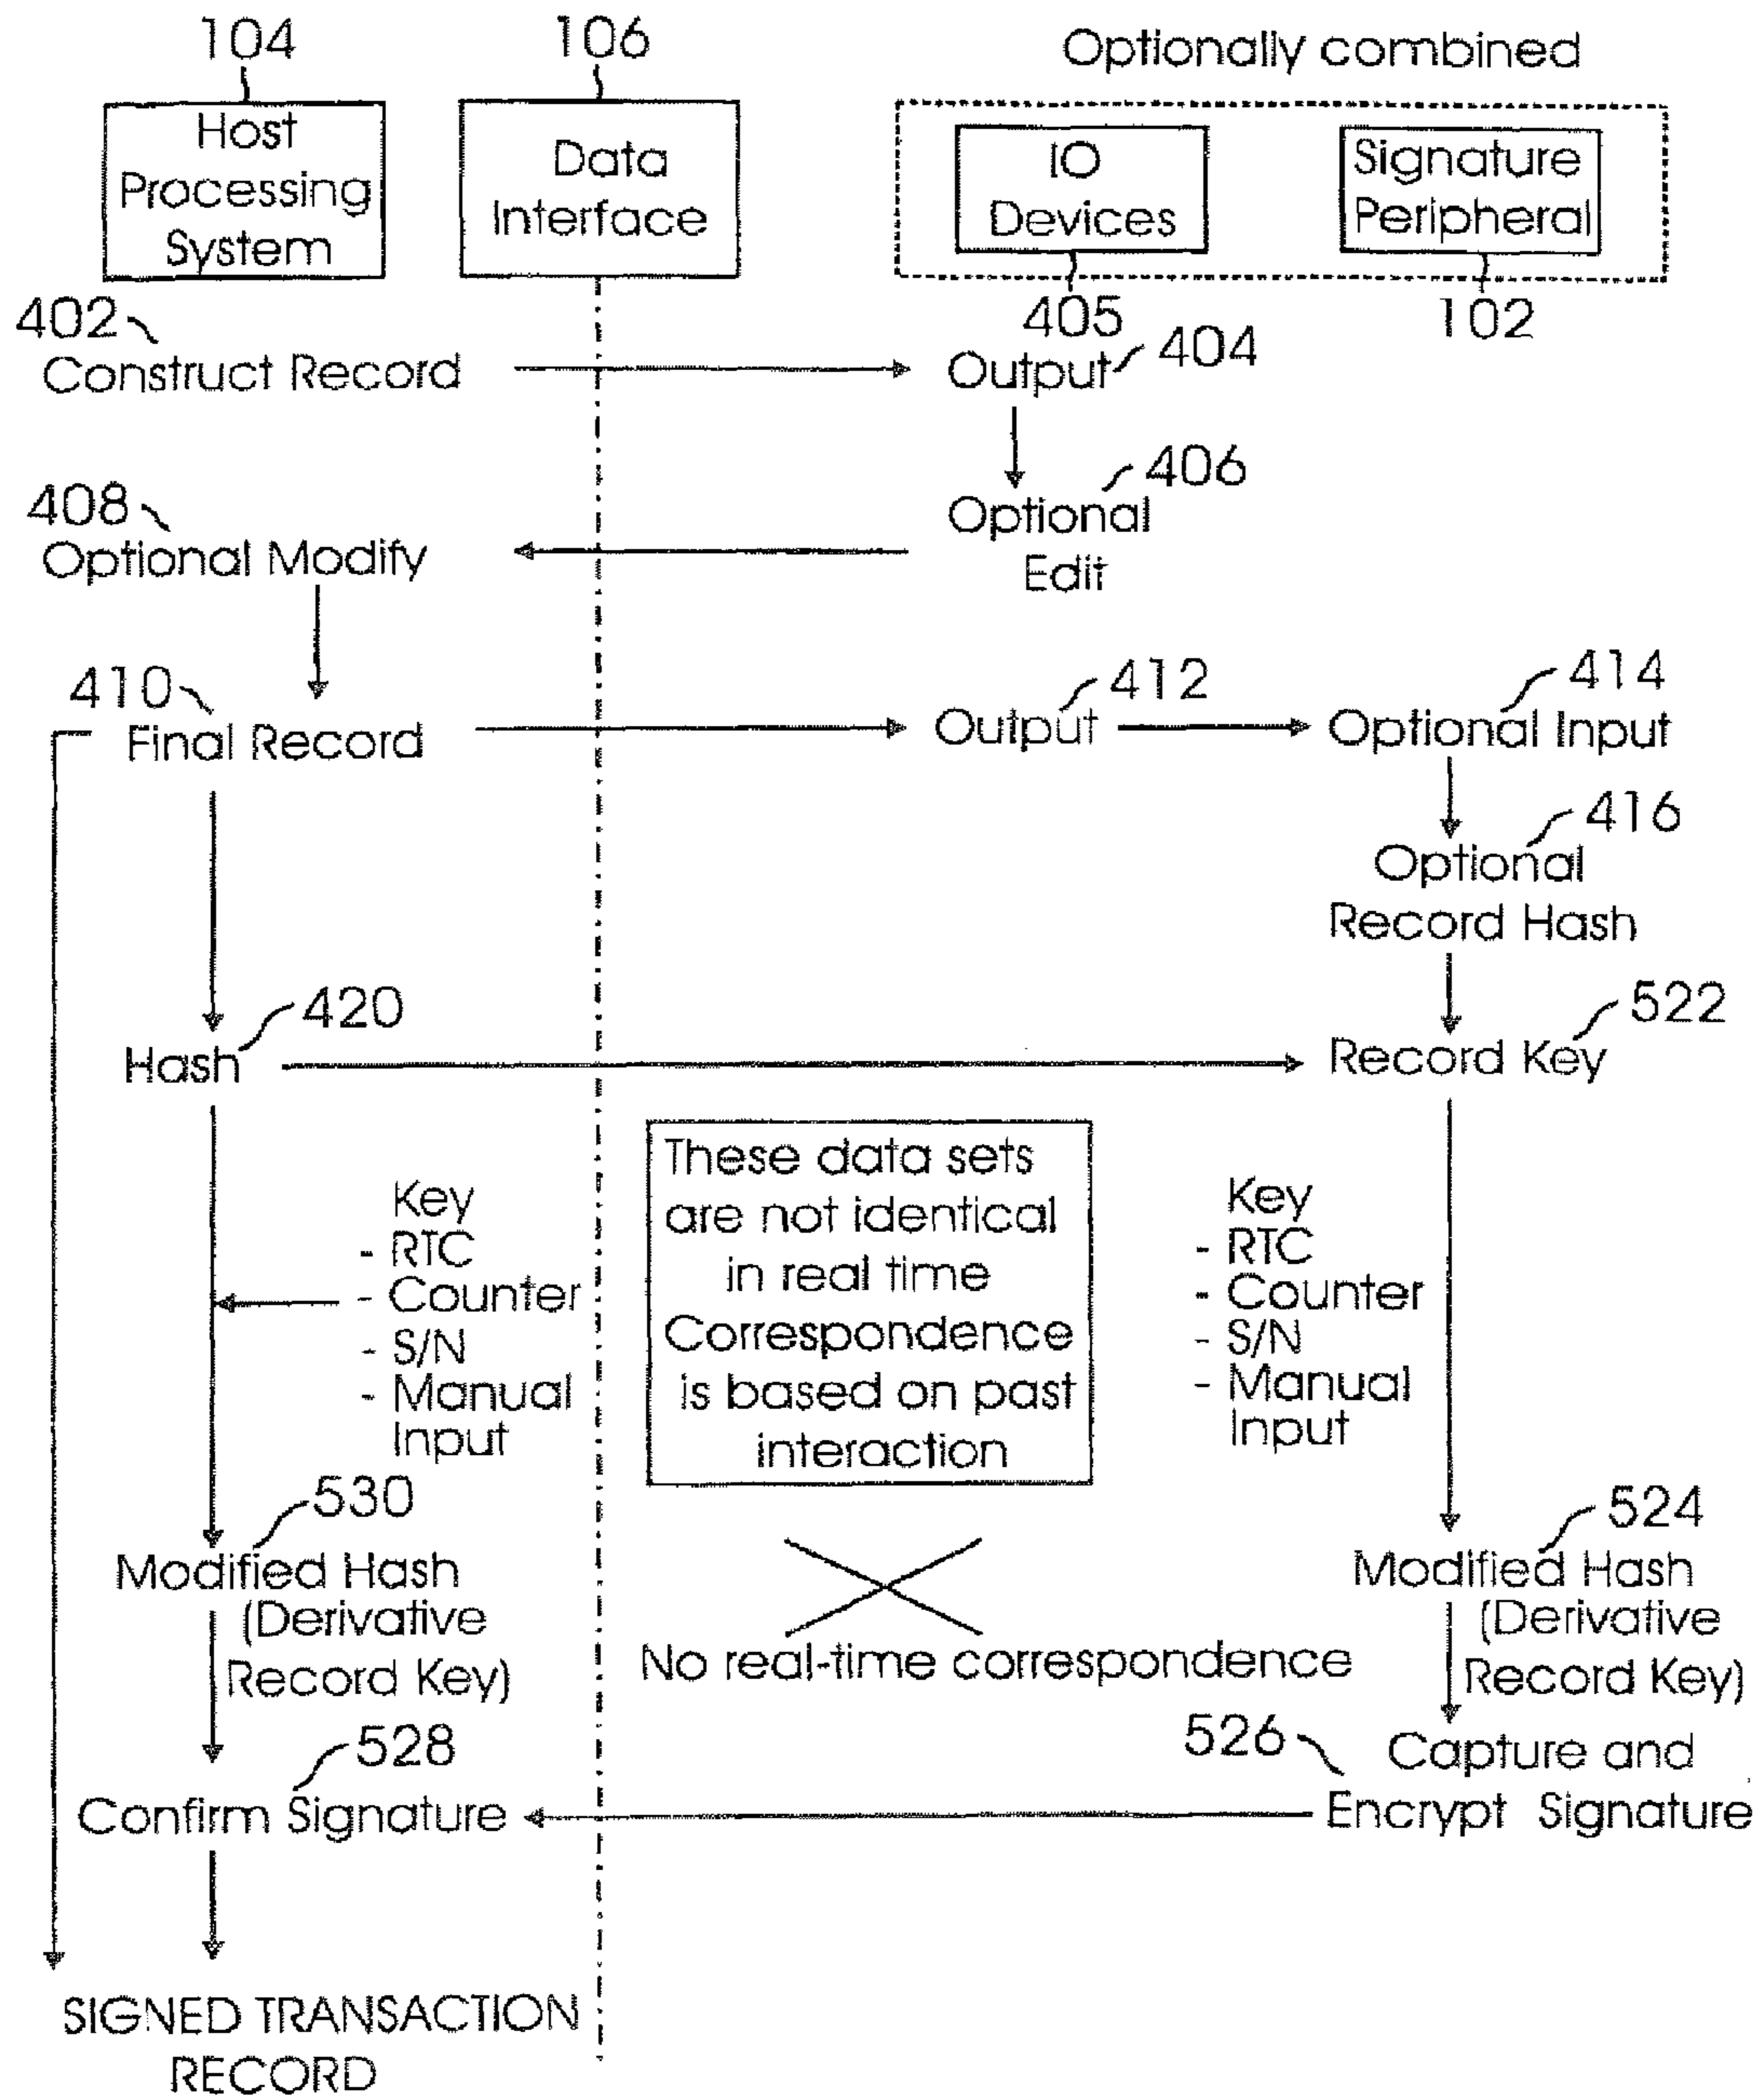 104
106
Optionally combined
Host
Processing
System
Data
Interface
IO
Devices
Signature
Peripheral
405
102
402
Construct Record
Output
404
406
Optional
Edit
408
Optional Modify
410
Final Record
Output
412
414
Optional Input
416
Optional
Record Hash
420
Hash
522
Record Key
Key
- RTC
- Counter
- S/N
- Manual
Input
These data sets
are not identical
in real time
Correspondence
is based on past
interaction
Key
- RTC
- Counter
- S/N
- Manual
Input
530
Modified Hash
(Derivative
Record Key)
No real-time correspondence
524
Modified Hash
(Derivative
Record Key)
528
Confirm Signature
526
Capture and
Encrypt Signature
SIGNED TRANSACTION
RECORD